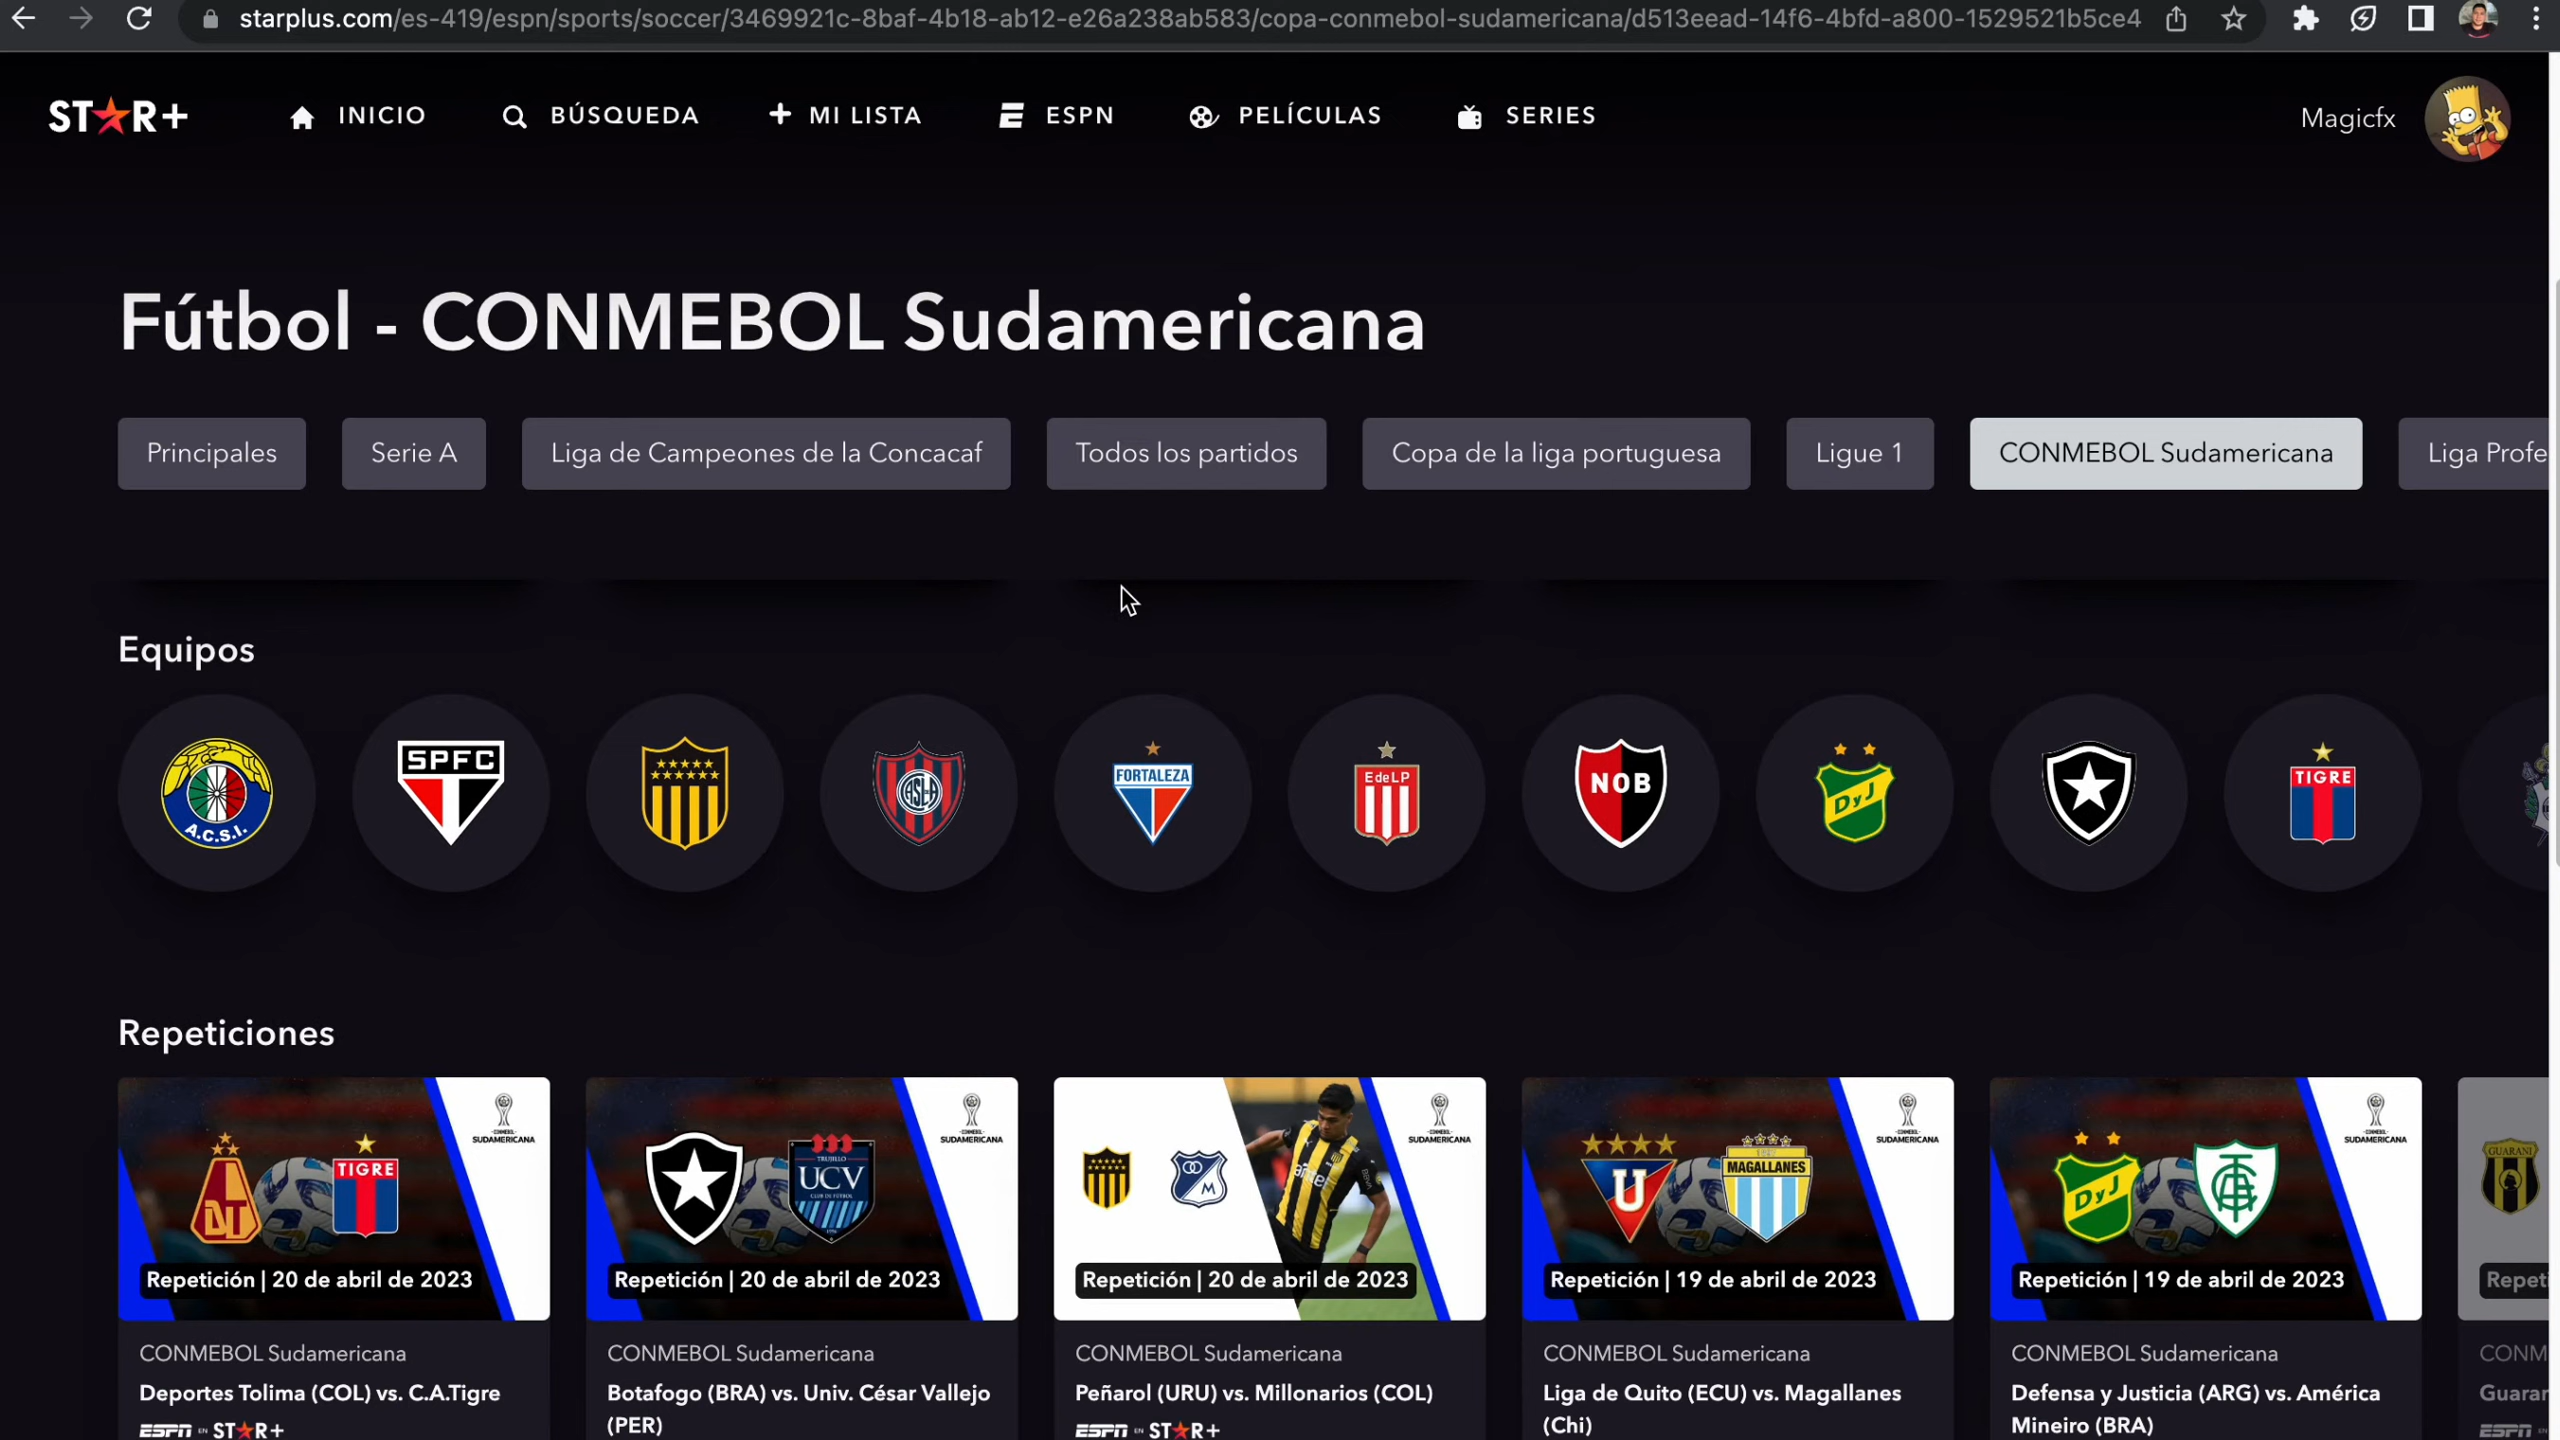 starplus.com/es-419/espn/sports/soccer/3469921c-8baf-4b18-ab12-e26a238ab583/copa-conmebol-sudamericana/d513eead-14f6-4bfd-a800-1529521b5ce4
ST★R+ INICIO BÚSQUEDA + MI LISTA ESPN PELÍCULAS SERIES Magicfx
Fútbol - CONMEBOL Sudamericana
Principales Serie A Liga de Campeones de la Concacaf Todos los partidos Copa de la liga portuguesa Ligue 1 CONMEBOL Sudamericana Liga Profe
Equipos
A.C.S.I. SPFC FORTALEZA EdeLP NOB DyJ TIGRE
Repeticiones
SUDAMERICANA SUDAMERICANA SUDAMERICANA SUDAMERICANA SUDAMERICANA
DT TIGRE TRUJILLO UCV M U MAGALLANES DyJ GUARANI
Repetición | 20 de abril de 2023 Repetición | 20 de abril de 2023 Repetición | 20 de abril de 2023 Repetición | 19 de abril de 2023 Repetición | 19 de abril de 2023 Repeti
CONMEBOL Sudamericana CONMEBOL Sudamericana CONMEBOL Sudamericana CONMEBOL Sudamericana CONMEBOL Sudamericana CONM
Deportes Tolima (COL) vs. C.A.Tigre Botafogo (BRA) vs. Univ. César Vallejo Peñarol (URU) vs. Millonarios (COL) Liga de Quito (ECU) vs. Magallanes Defensa y Justicia (ARG) vs. América Guarar
ESPN EN ST★R+ (PER) ESPN EN ST★R+ (Chi) Mineiro (BRA) ESPN